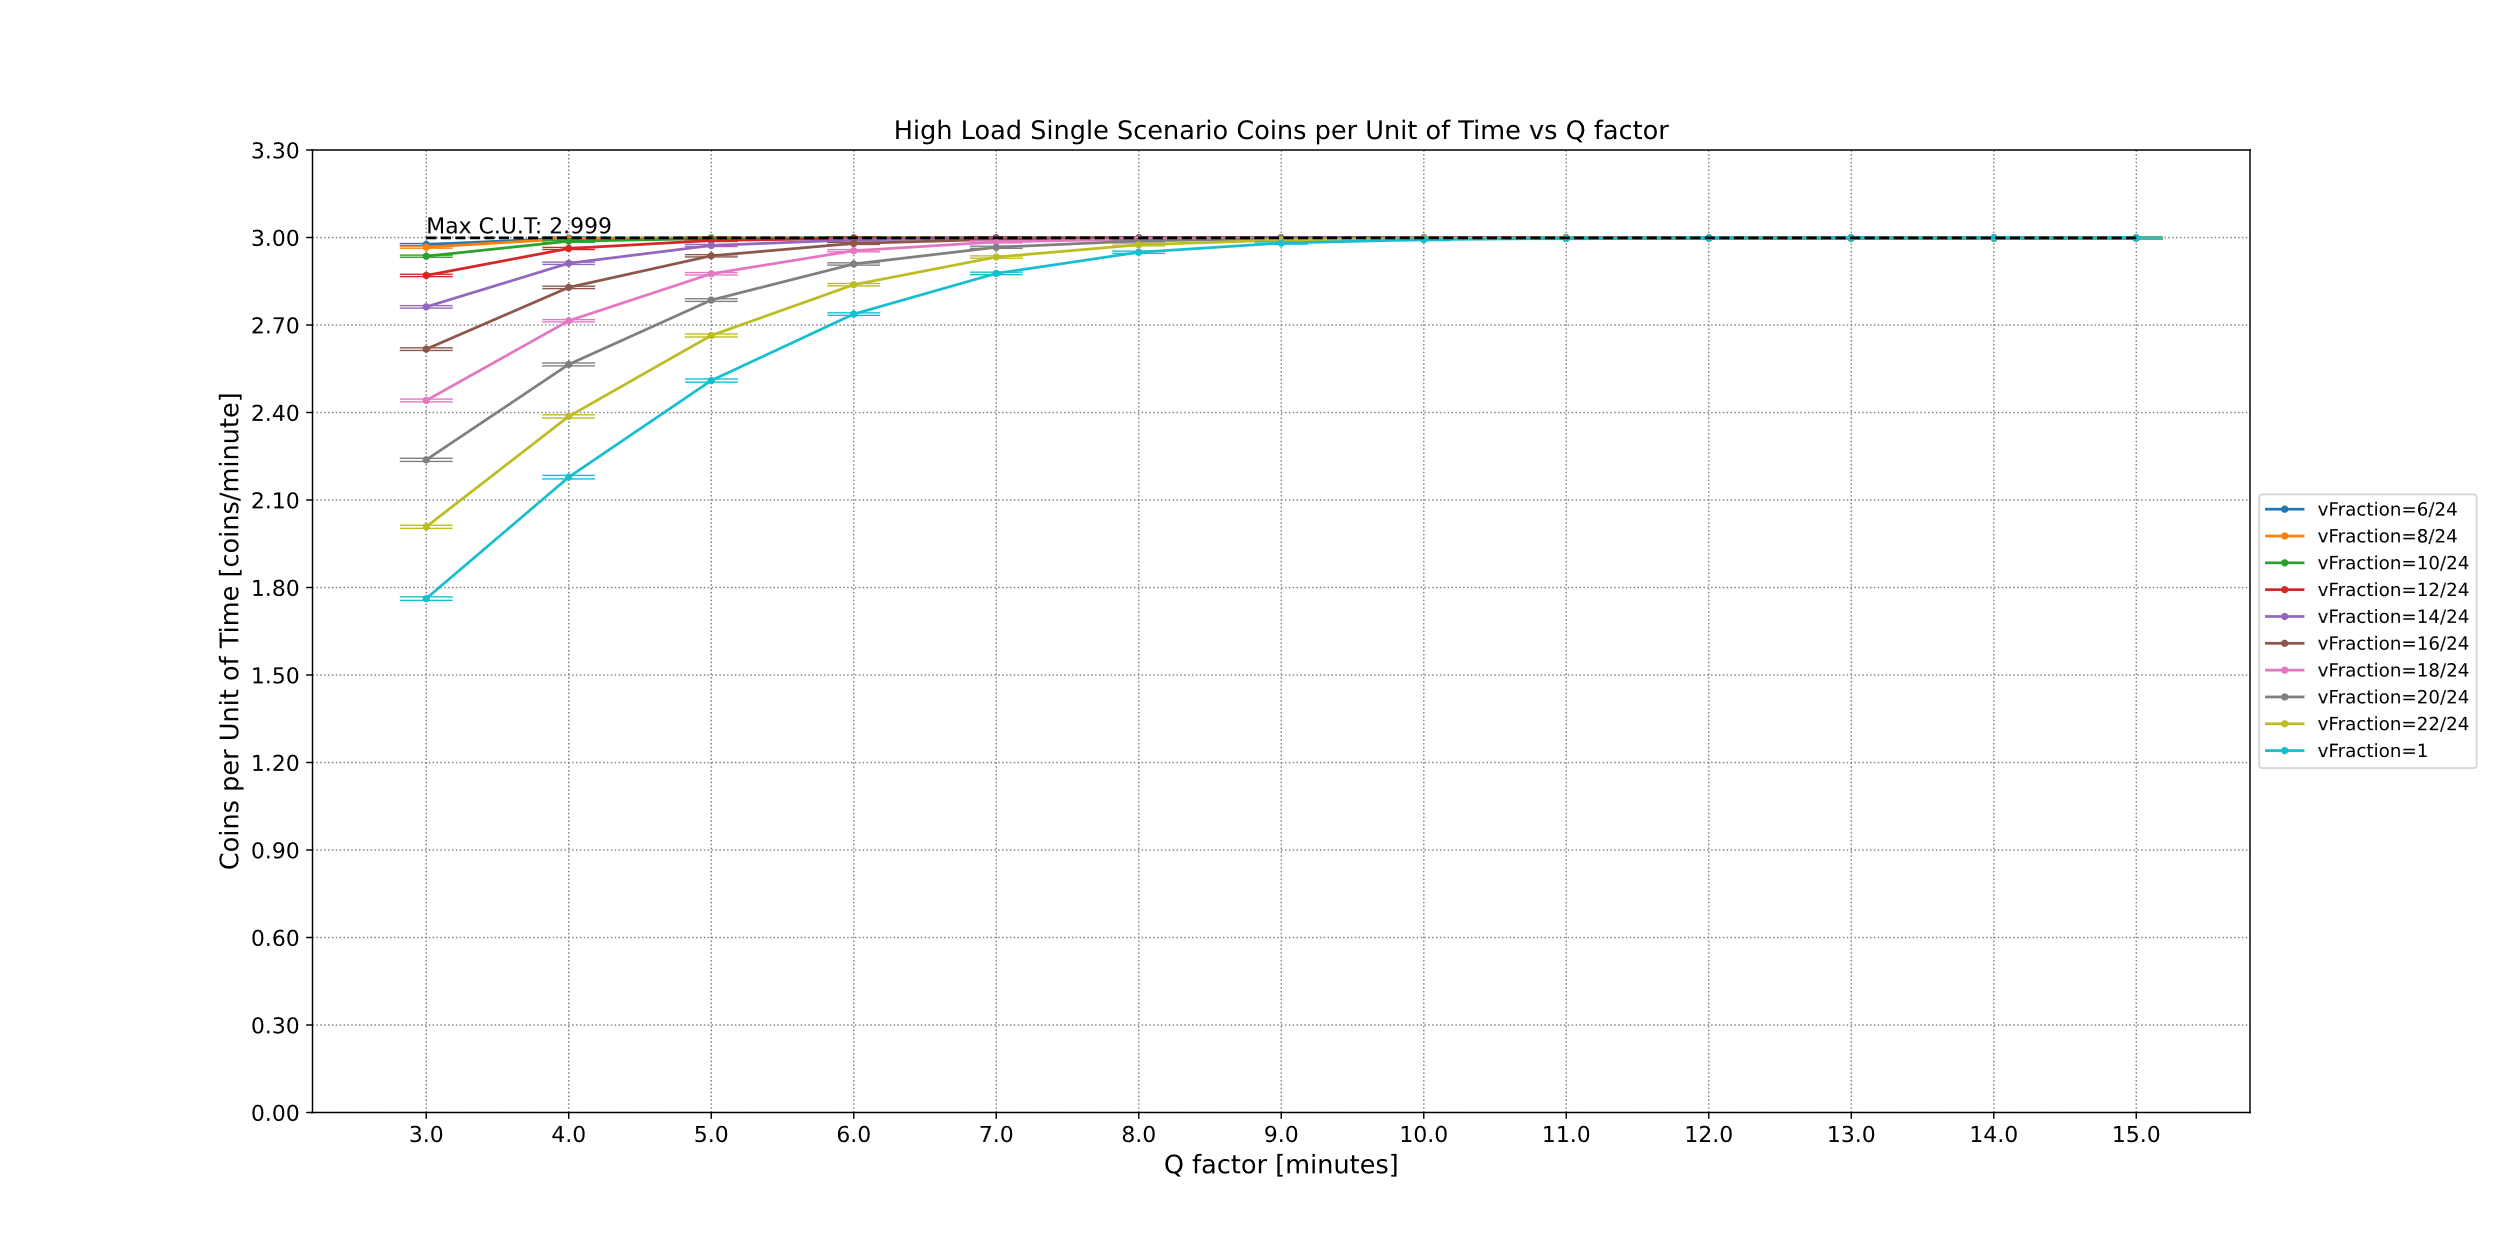 High Load Single Scenario Coins per Unit of Time vs Q factor
Max C.U.T: 2.999
Coins per Unit of Time [coins/minute]
3.30
3.00
2.70
2.40
2.10
1.80
1.50
1.20
0.90
0.60
0.30
0.00
3.0 4.0 5.0 6.0 7.0 8.0 9.0 10.0 11.0 12.0 13.0 14.0 15.0
Q factor [minutes]
vFraction=6/24
vFraction=8/24
vFraction=10/24
vFraction=12/24
vFraction=14/24
vFraction=16/24
vFraction=18/24
vFraction=20/24
vFraction=22/24
vFraction=1